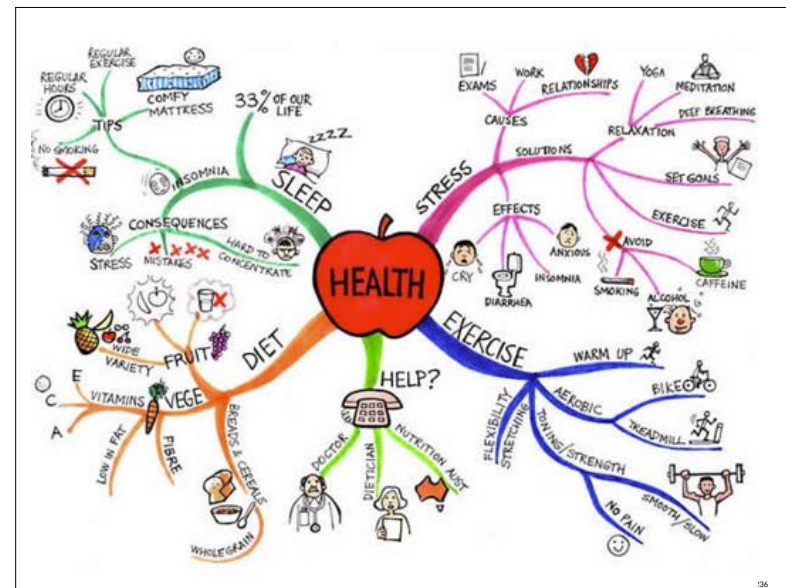 HEALTH
SLEEP
33% OF OUR
LIFE
ZZZZ
INSOMNIA
TIPS
REGULAR
EXERCISE
REGULAR
HOURS
COMFY
MATTRESS
NO SMOKING
CONSEQUENCES
STRESS
MISTAKES
HARD TO
CONCENTRATE
STRESS
CAUSES
EXAMS
WORK
RELATIONSHIPS
SOLUTIONS
RELAXATION
YOGA
MEDITATION
DEEP BREATHING
SET GOALS
EXERCISE
AVOID
SMOKING
ALCOHOL
CAFFEINE
EFFECTS
CRY
DIARRHEA
INSOMNIA
ANXIOUS
DIET
FRUIT
WIDE
VARIETY
VEGE
VITAMINS
E
C
A
LOW IN FAT
FIBRE
BREADS & CEREALS
WHOLEGRAIN
HELP?
DOCTOR
DIETICIAN
NUTRITION AUST
EXERCISE
WARM UP
AEROBIC
BIKE
TREADMILL
TONING/STRENGTH
SMOOTH/SLOW
NO PAIN
FLEXIBILITY
STRETCHING